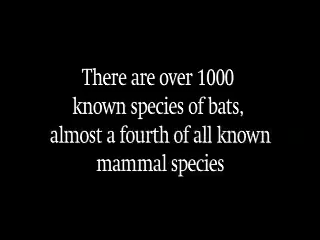 There are over 1000
known species of bats,
almost a fourth of all known
mammal species